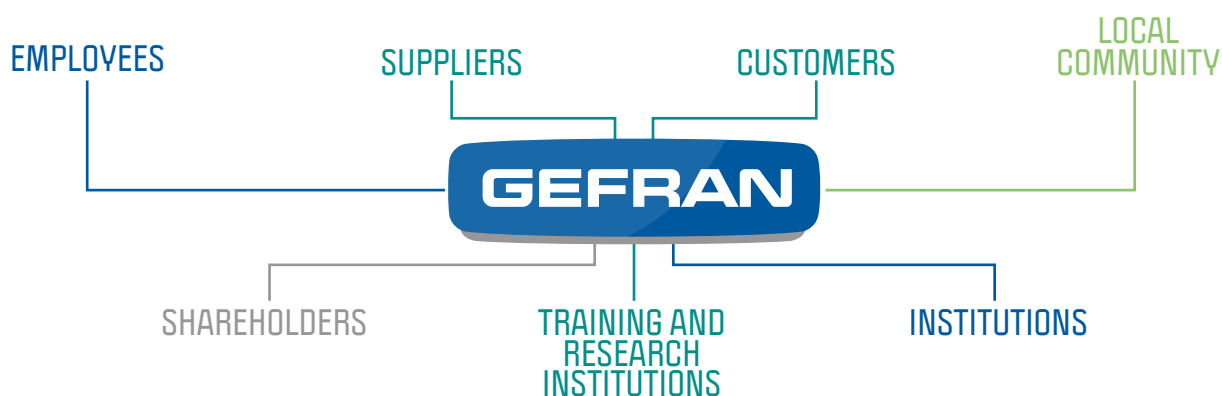 EMPLOYEES
SUPPLIERS
CUSTOMERS
LOCAL
COMMUNITY
GEFRAN
SHAREHOLDERS
TRAINING AND
RESEARCH
INSTITUTIONS
INSTITUTIONS